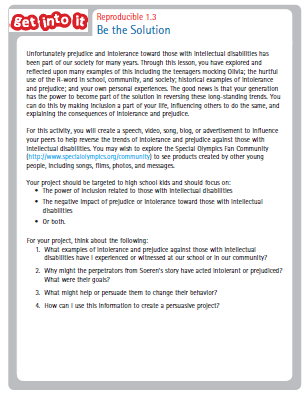 get into it
Reproducible 1.3
Be the Solution
Unfortunately prejudice and intolerance toward those with intellectual disabilities has
been part of our society for many years. Through this lesson, you have explored and
reflected upon many examples of this including the teenagers mocking Olivia; the hurtful
use of the R-word in school, community, and society; historical examples of intolerance
and prejudice; and your own personal experiences. The good news is that your generation
has the power to become part of the solution in reversing these long-standing trends. You
can do this by making inclusion a part of your life, influencing others to do the same, and
explaining the consequences of intolerance and prejudice.
For this activity, you will create a speech, video, song, blog, or advertisement to influence
your peers to help reverse the trends of intolerance and prejudice against those with
intellectual disabilities. You may wish to explore the Special Olympics Fan Community
(http://www.specialolympics.org/community) to see products created by other young
people, including songs, films, photos, and messages.
Your project should be targeted to high school kids and should focus on:
• The power of inclusion related to those with intellectual disabilities
• The negative impact of prejudice or intolerance toward those with intellectual
disabilities
• Or both.
For your project, think about the following:
1. What examples of intolerance and prejudice against those with intellectual
disabilities have I experienced or witnessed at our school or in our community?
2. Why might the perpetrators from Soeren's story have acted intolerant or prejudiced?
What were their goals?
3. What might help or persuade them to change their behavior?
4. How can I use this information to create a persuasive project?